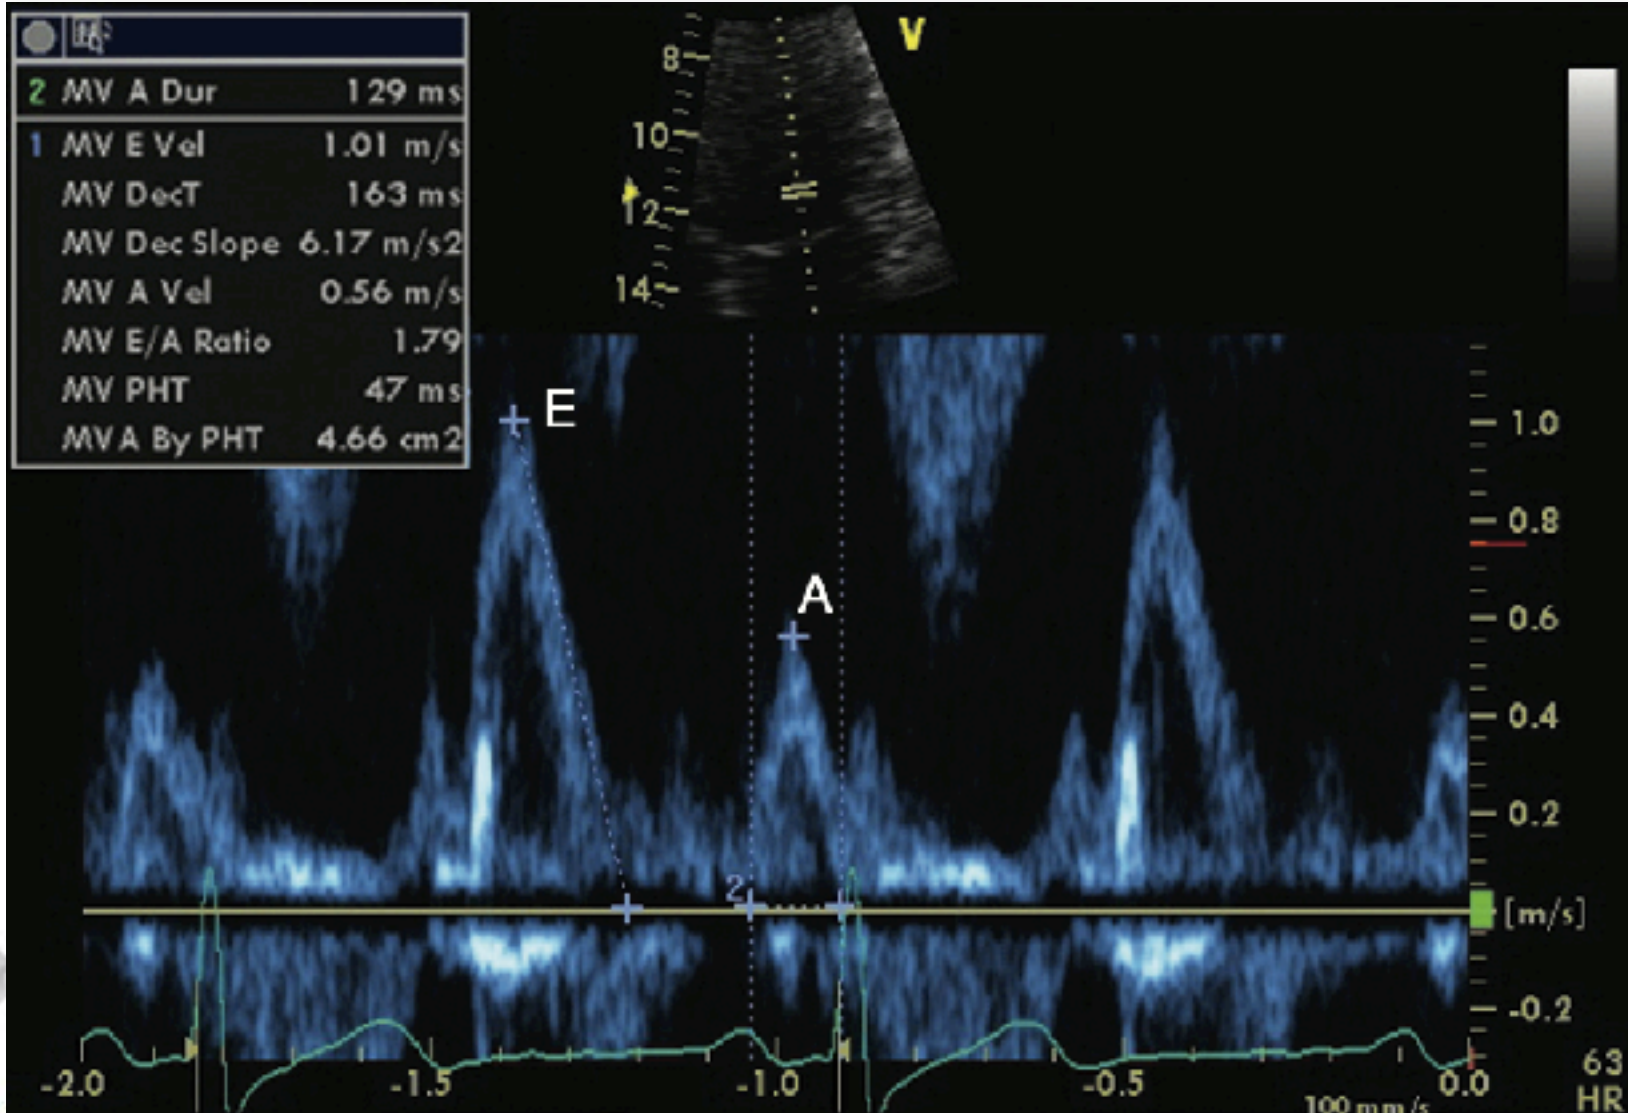 2 MV A Dur 129 ms
1 MV E Vel 1.01 m/s
MV DecT 163 ms
MV Dec Slope 6.17 m/s2
MV A Vel 0.56 m/s
MV E/A Ratio 1.79
MV PHT 47 ms
MVA By PHT 4.66 cm2
V
8
10
12
14
E
A
2
1.0
0.8
0.6
0.4
0.2
[m/s]
-0.2
-2.0 -1.5 -1.0 -0.5 0.0
100 mm/s
63
HR